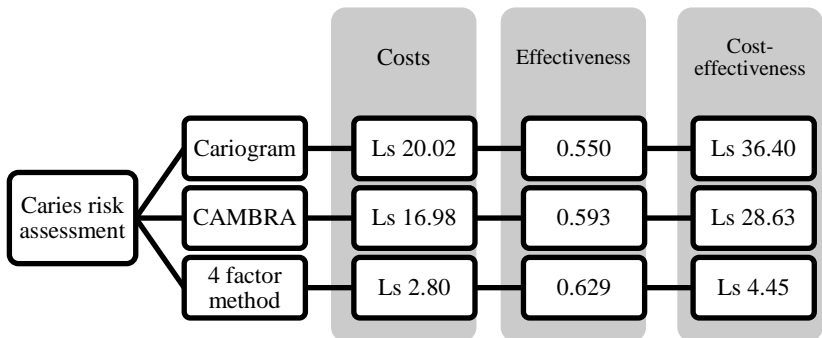 Costs
Effectiveness
Cost-
effectiveness
Caries risk
assessment
Cariogram
Ls 20.02
0.550
Ls 36.40
CAMBRA
Ls 16.98
0.593
Ls 28.63
4 factor
method
Ls 2.80
0.629
Ls 4.45